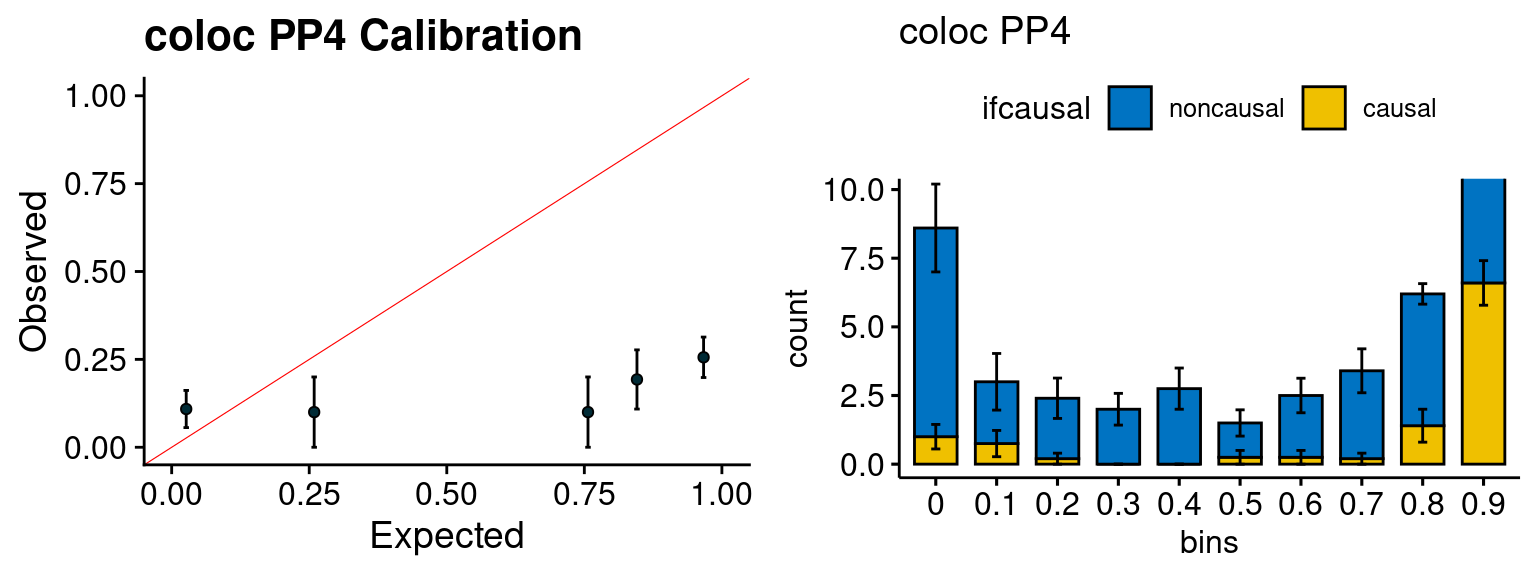 coloc PP4 Calibration
1.00
0.75
0.50
0.25
0.00
Observed
0.00 0.25 0.50 0.75 1.00
Expected
coloc PP4
ifcausal noncausal causal
10.0
7.5
5.0
2.5
0.0
count
0 0.1 0.2 0.3 0.4 0.5 0.6 0.7 0.8 0.9
bins